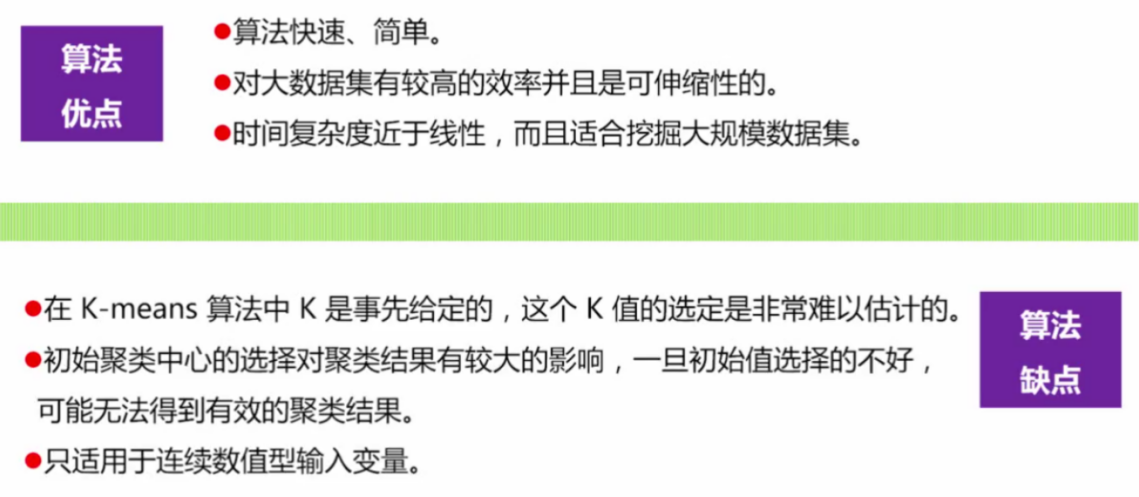 算法
优点
●算法快速、简单。
●对大数据集有较高的效率并且是可伸缩性的。
●时间复杂度近于线性，而且适合挖掘大规模数据集。
●在 K-means 算法中 K 是事先给定的，这个 K 值的选定是非常难以估计的。
●初始聚类中心的选择对聚类结果有较大的影响，一旦初始值选择的不好，
可能无法得到有效的聚类结果。
●只适用于连续数值型输入变量。
算法
缺点